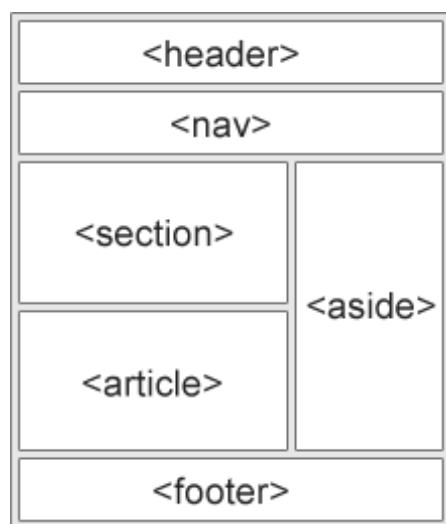 <header>
<nav>
<section>
<aside>
<article>
<footer>